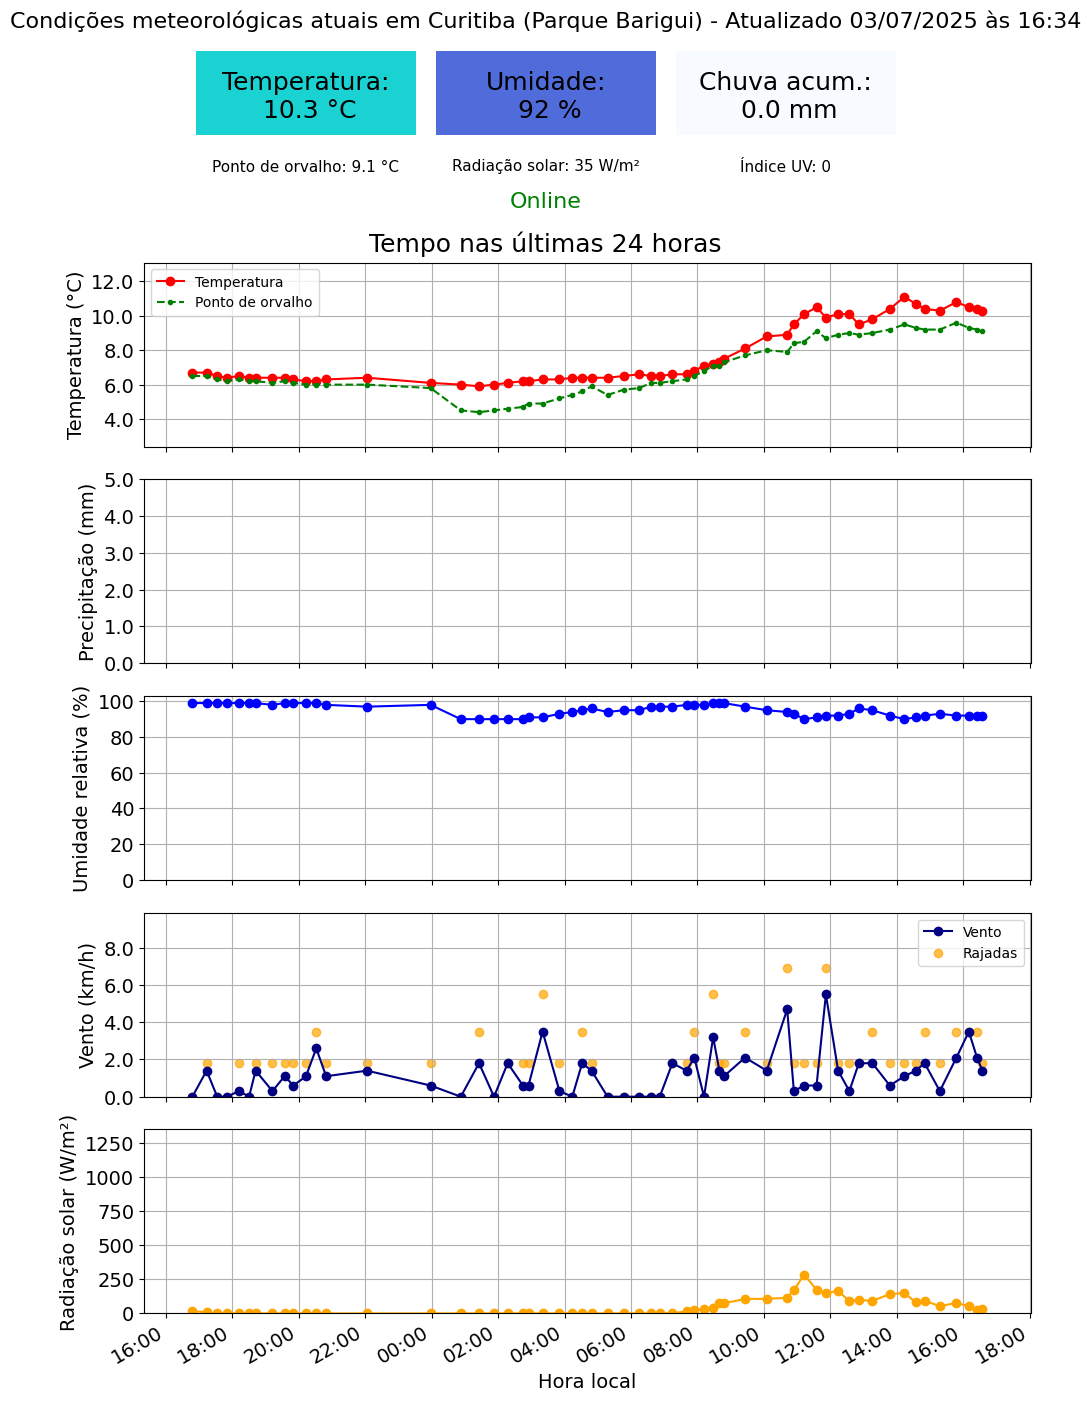 Condições meteorológicas atuais em Curitiba (Parque Barigui) - Atualizado 03/07/2025 às 16:34
Temperatura:
10.3 °C
Umidade:
92 %
Chuva acum.:
0.0 mm
Ponto de orvalho: 9.1 °C
Radiação solar: 35 W/m²
Índice UV: 0
Online
Tempo nas últimas 24 horas
Temperatura (°C)
12.0
10.0
8.0
6.0
4.0
Temperatura
Ponto de orvalho
Precipitação (mm)
5.0
4.0
3.0
2.0
1.0
0.0
Umidade relativa (%)
100
80
60
40
20
0
Vento (km/h)
8.0
6.0
4.0
2.0
0.0
Vento
Rajadas
Radiação solar (W/m²)
1250
1000
750
500
250
0
16:00
18:00
20:00
22:00
00:00
02:00
04:00
06:00
08:00
10:00
12:00
14:00
16:00
18:00
Hora local